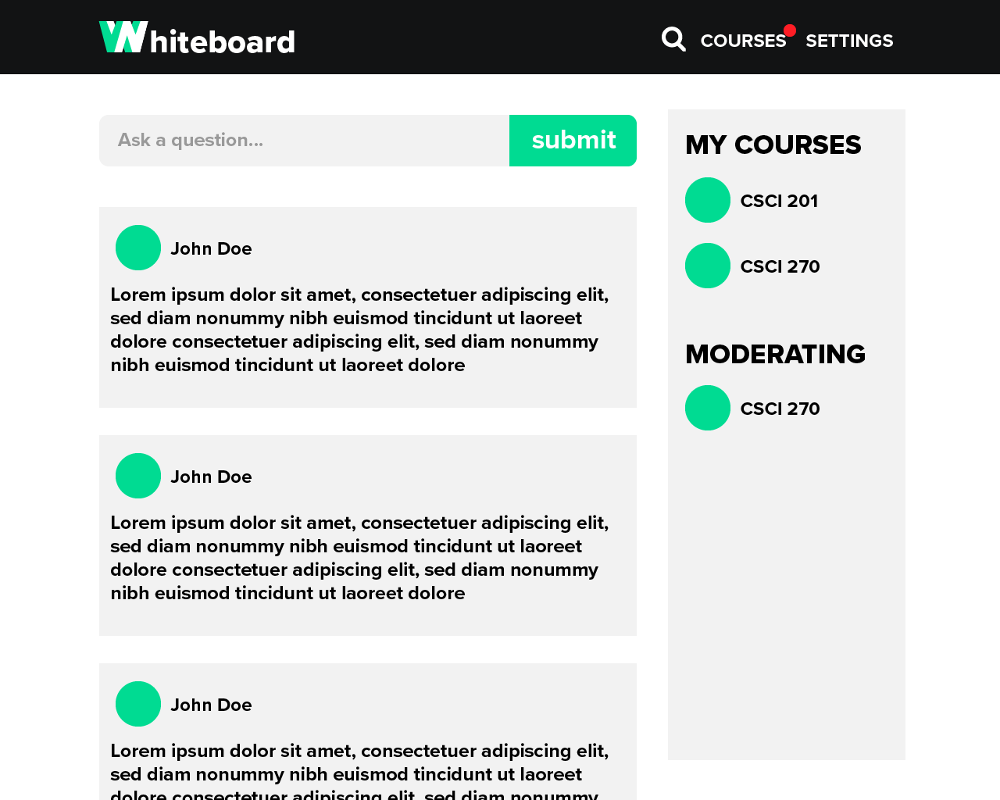 Whiteboard
COURSES
SETTINGS
Ask a question...
submit
John Doe
Lorem ipsum dolor sit amet, consectetuer adipiscing elit,
sed diam nonummy nibh euismod tincidunt ut laoreet
dolore consectetuer adipiscing elit, sed diam nonummy
nibh euismod tincidunt ut laoreet dolore
John Doe
Lorem ipsum dolor sit amet, consectetuer adipiscing elit,
sed diam nonummy nibh euismod tincidunt ut laoreet
dolore consectetuer adipiscing elit, sed diam nonummy
nibh euismod tincidunt ut laoreet dolore
John Doe
Lorem ipsum dolor sit amet, consectetuer adipiscing elit,
sed diam nonummy nibh euismod tincidunt ut laoreet
dolore consectetuer adipiscing elit, sed diam nonummy
MY COURSES
CSCI 201
CSCI 270
MODERATING
CSCI 270